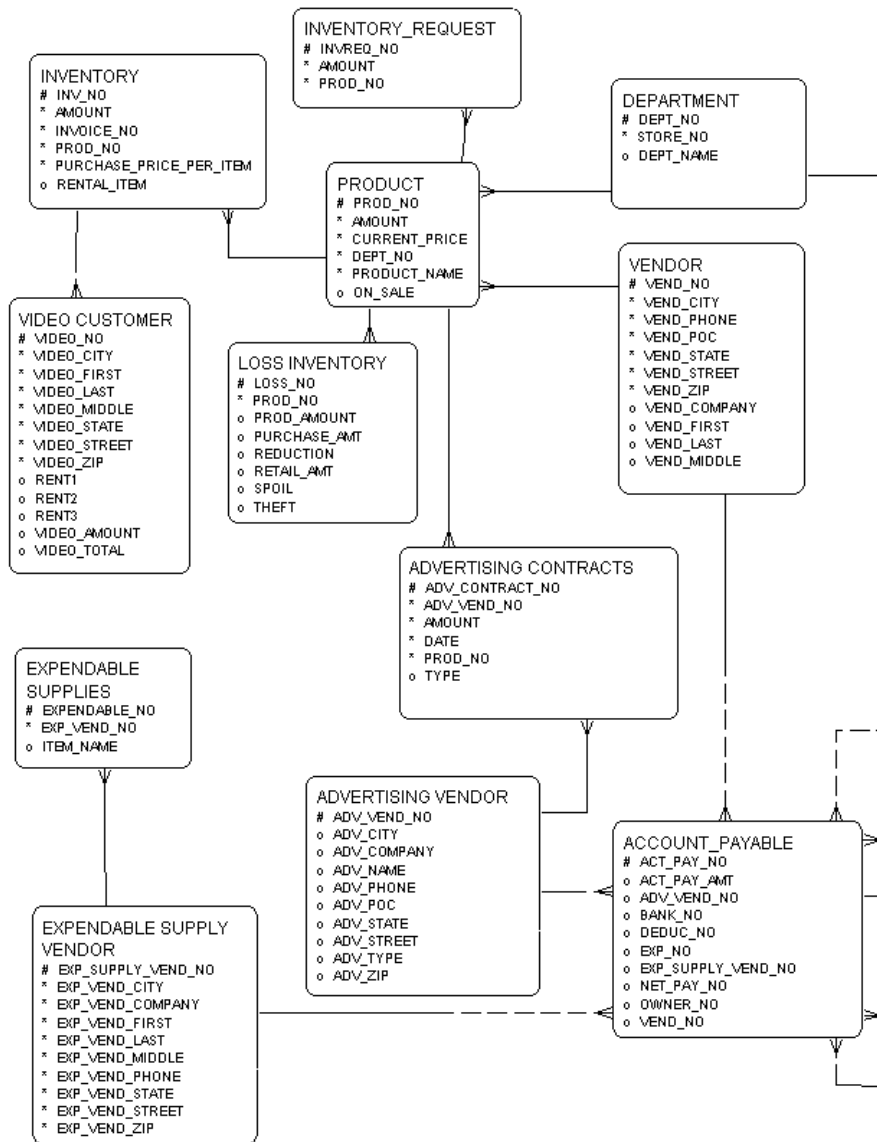 INVENTORY_REQUEST
# INVREQ_NO
* AMOUNT
* PROD_NO
INVENTORY
# INV_NO
* AMOUNT
* INVOICE_NO
* PROD_NO
* PURCHASE_PRICE_PER_ITEM
o RENTAL_ITEM
DEPARTMENT
# DEPT_NO
* STORE_NO
o DEPT_NAME
PRODUCT
# PROD_NO
* AMOUNT
* CURRENT_PRICE
* DEPT_NO
* PRODUCT_NAME
o ON_SALE
VENDOR
# VEND_NO
* VEND_CITY
* VEND_PHONE
* VEND_POC
* VEND_STATE
* VEND_STREET
* VEND_ZIP
o VEND_COMPANY
o VEND_FIRST
o VEND_LAST
o VEND_MIDDLE
VIDEO CUSTOMER
# VIDEO_NO
* VIDEO_CITY
* VIDEO_FIRST
* VIDEO_LAST
* VIDEO_MIDDLE
* VIDEO_STATE
* VIDEO_STREET
* VIDEO_ZIP
o RENT1
o RENT2
o RENT3
o VIDEO_AMOUNT
o VIDEO_TOTAL
LOSS INVENTORY
# LOSS_NO
* PROD_NO
o PROD_AMOUNT
o PURCHASE_AMT
o REDUCTION
o RETAIL_AMT
o SPOIL
o THEFT
ADVERTISING CONTRACTS
# ADV_CONTRACT_NO
* ADV_VEND_NO
* AMOUNT
* DATE
* PROD_NO
o TYPE
EXPENDABLE
SUPPLIES
# EXPENDABLE_NO
* EXP_VEND_NO
o ITEM_NAME
ADVERTISING VENDOR
# ADV_VEND_NO
o ADV_CITY
o ADV_COMPANY
o ADV_NAME
o ADV_PHONE
o ADV_POC
o ADV_STATE
o ADV_STREET
o ADV_TYPE
o ADV_ZIP
ACCOUNT_PAYABLE
# ACT_PAY_NO
o ACT_PAY_AMT
o ADV_VEND_NO
o BANK_NO
o DEDUC_NO
o EXP_NO
o EXP_SUPPLY_VEND_NO
o NET_PAY_NO
o OWNER_NO
o VEND_NO
EXPENDABLE SUPPLY
VENDOR
# EXP_SUPPLY_VEND_NO
* EXP_VEND_CITY
* EXP_VEND_COMPANY
* EXP_VEND_FIRST
* EXP_VEND_LAST
* EXP_VEND_MIDDLE
* EXP_VEND_PHONE
* EXP_VEND_STATE
* EXP_VEND_STREET
* EXP_VEND_ZIP